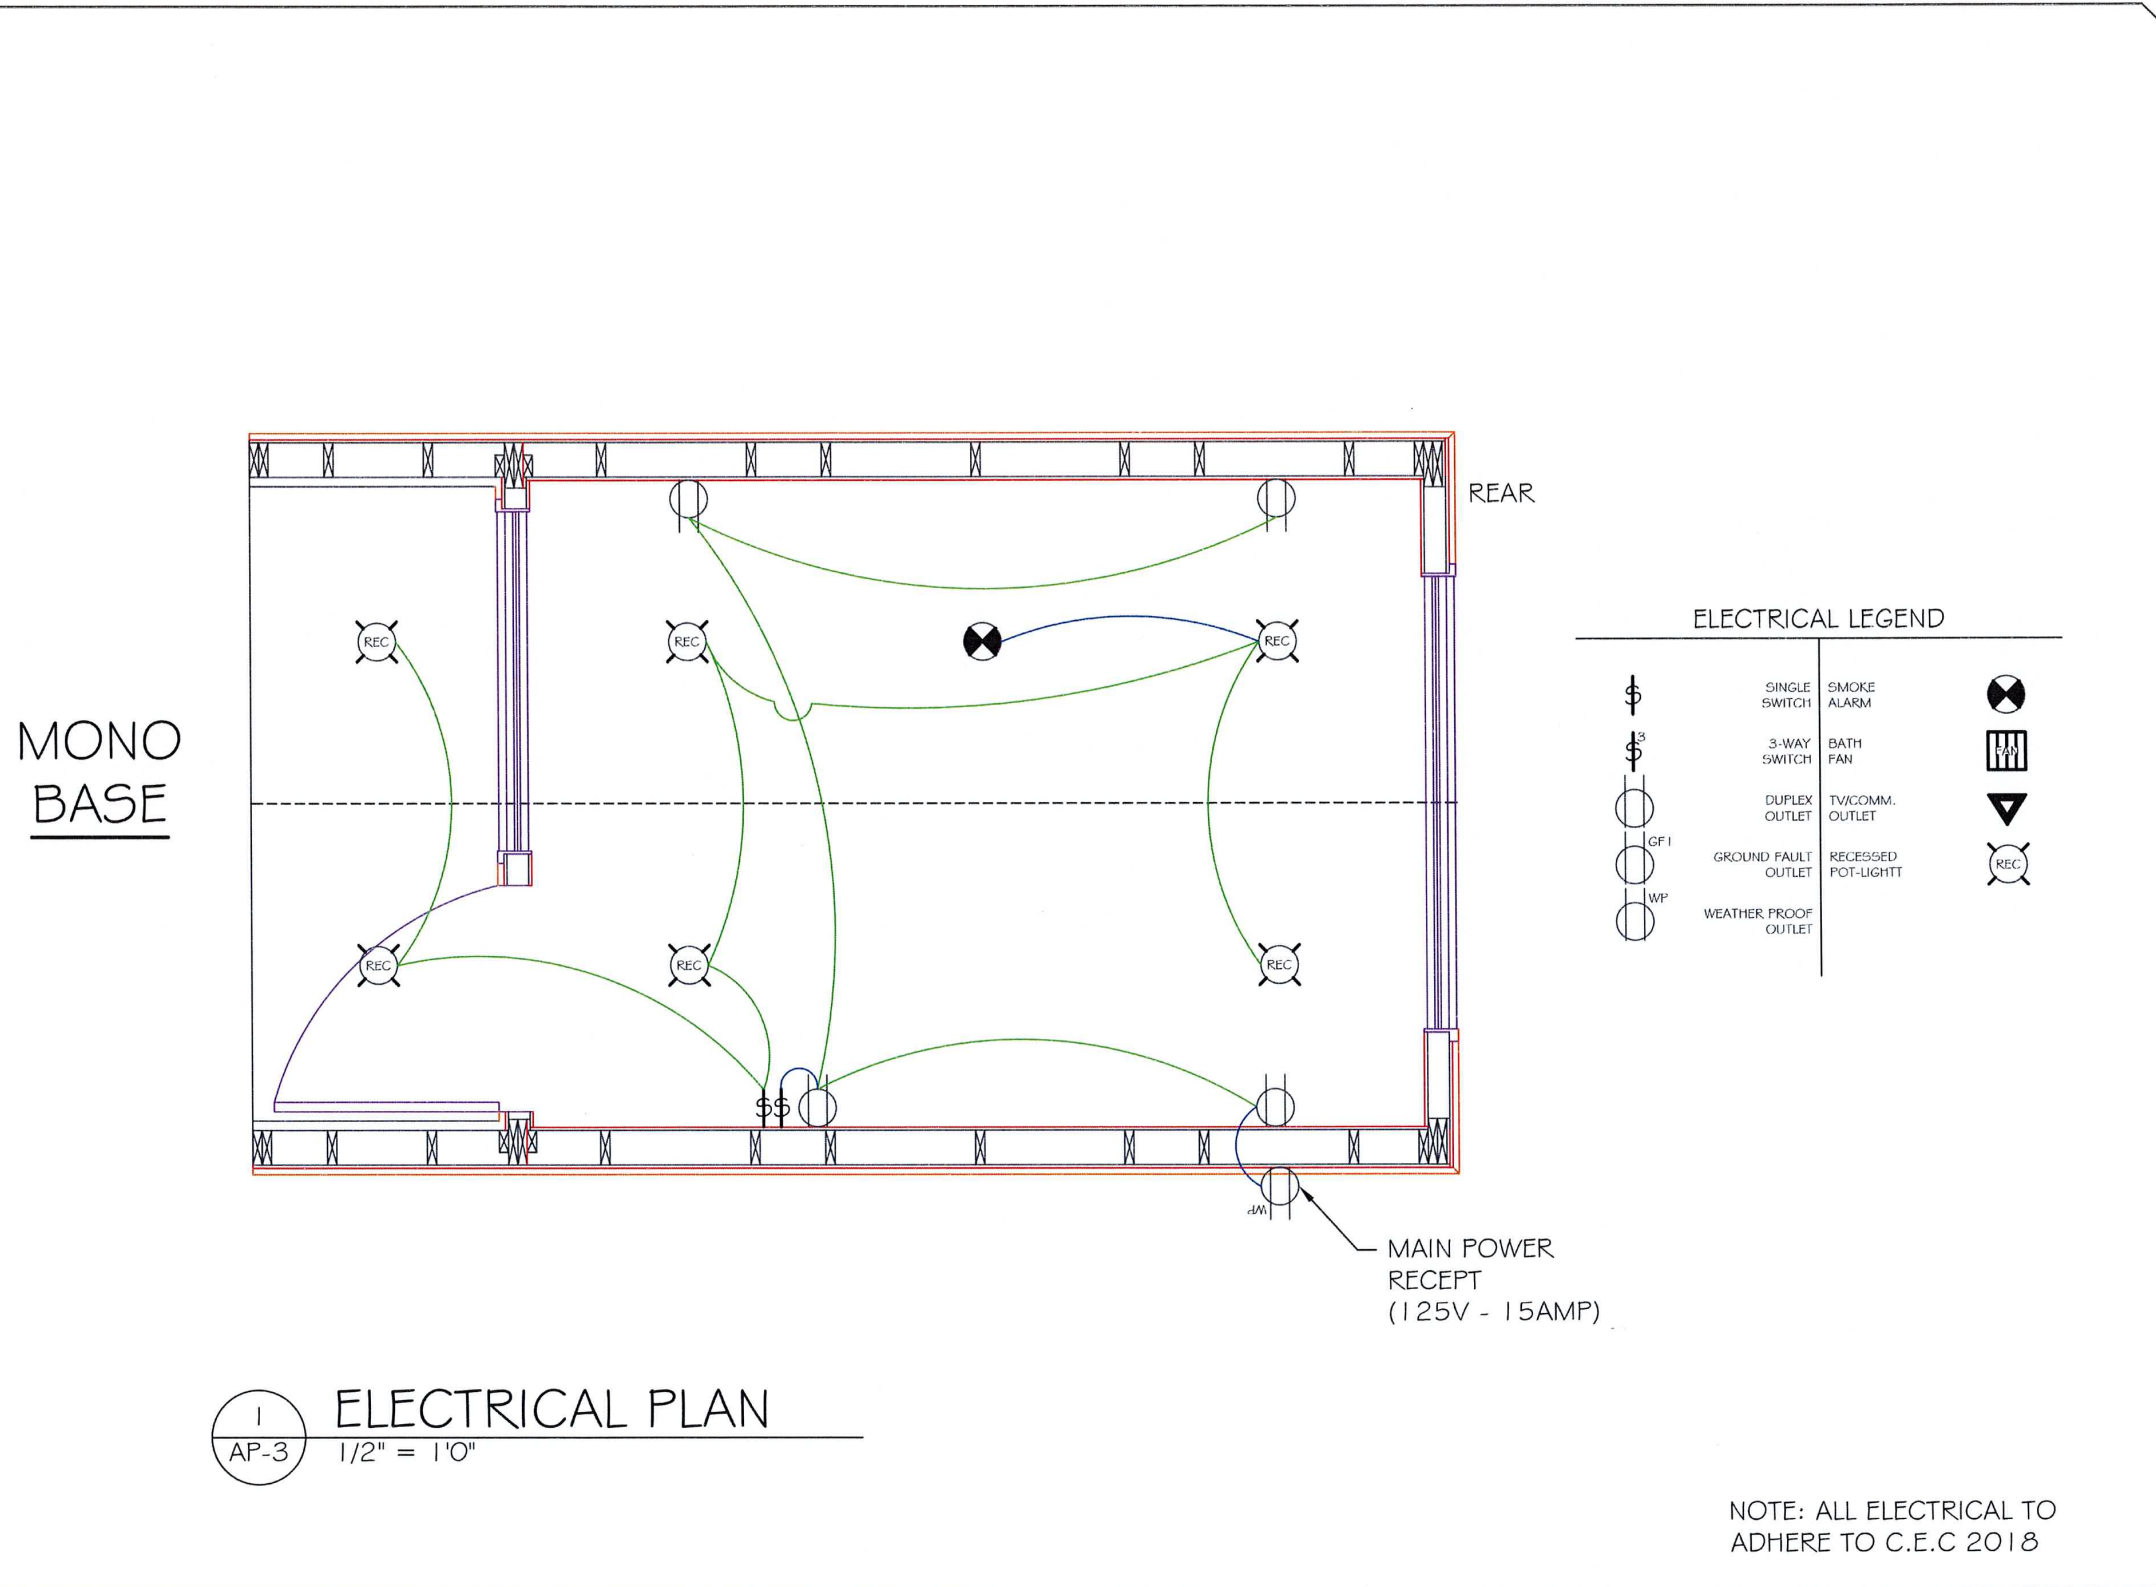 REAR
MONO
BASE
REC
REC
REC
REC
REC
REC
$$
WP
MAIN POWER
RECEPT
(125V - 15AMP)
ELECTRICAL LEGEND
$ SINGLE
SWITCH
SMOKE
ALARM
$3 3-WAY
SWITCH
BATH
FAN
FAN
DUPLEX
OUTLET
TV/COMM.
OUTLET
GFI
GROUND FAULT
OUTLET
RECESSED
POT-LIGHTT
REC
WP
WEATHER PROOF
OUTLET
1
AP-3
ELECTRICAL PLAN
1/2" = 1'0"
NOTE: ALL ELECTRICAL TO
ADHERE TO C.E.C 2018